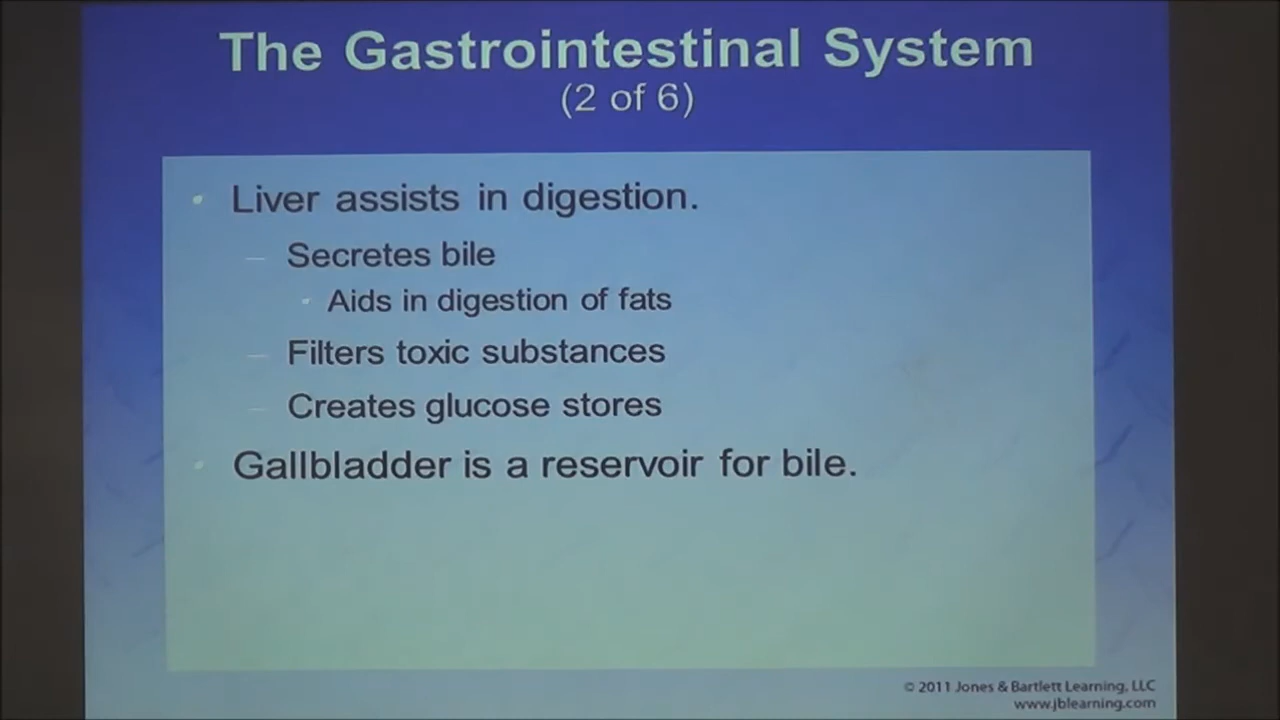 The Gastrointestinal System
(2 of 6)
• Liver assists in digestion.
– Secretes bile
• Aids in digestion of fats
– Filters toxic substances
– Creates glucose stores
• Gallbladder is a reservoir for bile.
© 2011 Jones & Bartlett Learning, LLC
www.jblearning.com